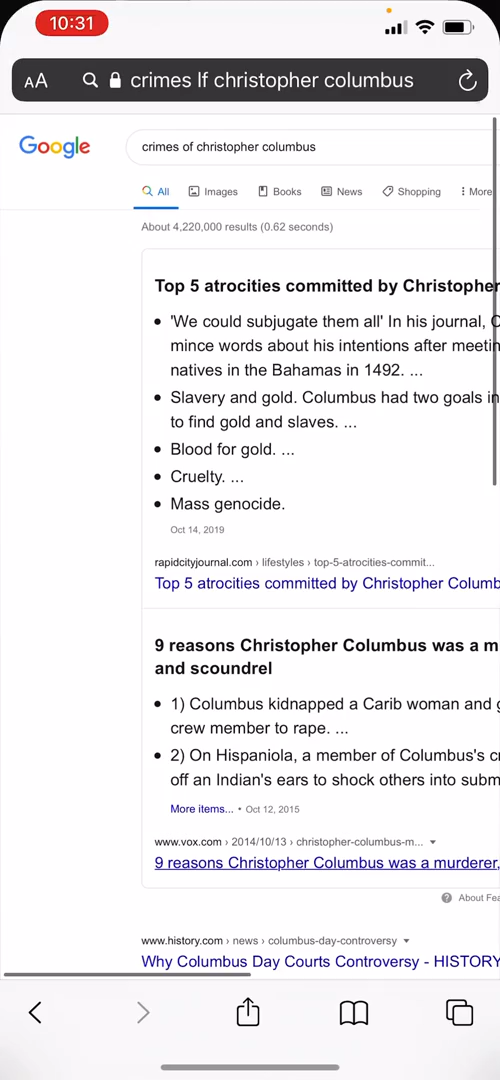 10:31
AA crimes If christopher columbus
Google
crimes of christopher columbus
All Images Books News Shopping More
About 4,220,000 results (0.62 seconds)
Top 5 atrocities committed by Christopher
• 'We could subjugate them all' In his journal, C
mince words about his intentions after meetin
natives in the Bahamas in 1492. ...
• Slavery and gold. Columbus had two goals in
to find gold and slaves. ...
• Blood for gold. ...
• Cruelty. ...
• Mass genocide.
Oct 14, 2019
rapidcityjournal.com › lifestyles › top-5-atrocities-commit...
Top 5 atrocities committed by Christopher Columb
9 reasons Christopher Columbus was a m
and scoundrel
• 1) Columbus kidnapped a Carib woman and g
crew member to rape. ...
• 2) On Hispaniola, a member of Columbus's cr
off an Indian's ears to shock others into subm
More items... • Oct 12, 2015
www.vox.com › 2014/10/13 › christopher-columbus-m...
9 reasons Christopher Columbus was a murderer,
About Fea
www.history.com › news › columbus-day-controversy
Why Columbus Day Courts Controversy - HISTORY